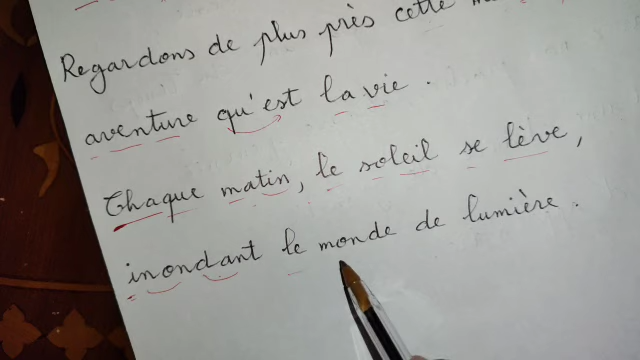 Regardons de plus près cette
aventure qu'est la vie.
Chaque matin, le soleil se lève,
inondant le monde de lumière.